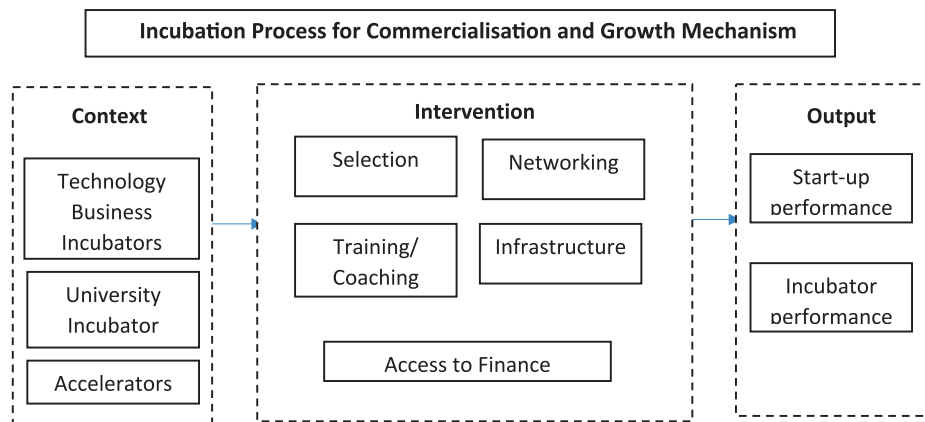 Incubation Process for Commercialisation and Growth Mechanism
Context
Technology
Business
Incubators
University
Incubator
Accelerators
Intervention
Selection
Networking
Training/
Coaching
Infrastructure
Access to Finance
Output
Start-up
performance
Incubator
performance